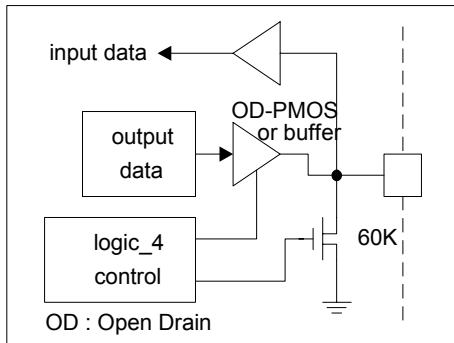 input data
OD-PMOS
or buffer
output
data
60K
logic_4
control
OD : Open Drain